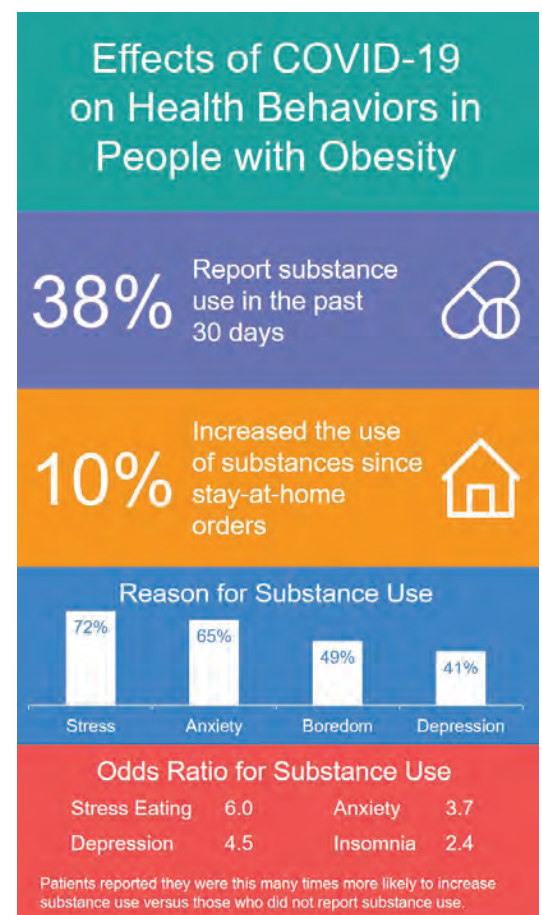 Effects of COVID-19
on Health Behaviors in
People with Obesity
38%
Report substance
use in the past
30 days
10%
Increased the use
of substances since
stay-at-home
orders
Reason for Substance Use
72%
65%
49%
41%
Stress
Anxiety
Boredom
Depression
Odds Ratio for Substance Use
Stress Eating 6.0 Anxiety 3.7
Depression 4.5 Insomnia 2.4
Patients reported they were this many times more likely to increase
substance use versus those who did not report substance use.